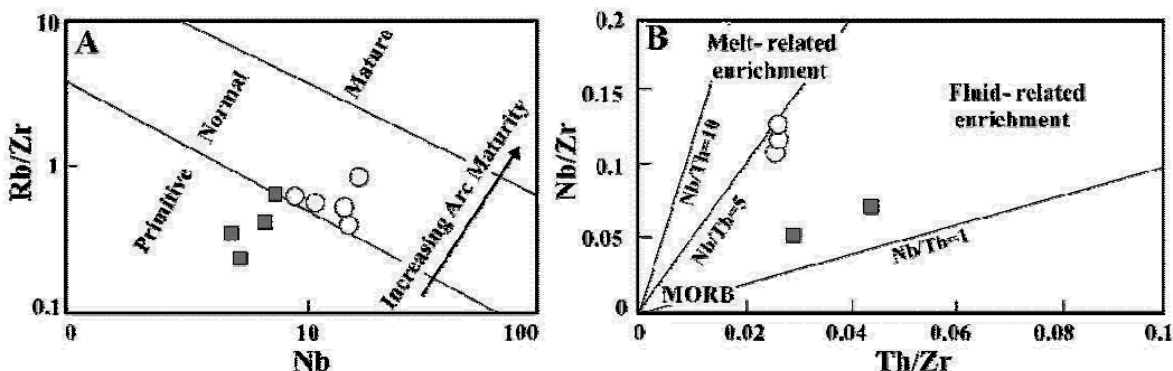 A
10
1
0.1
Rb/Zr
0
10
100
Nb
Primitive
Normal
Mature
Increasing Arc Maturity
B
0.2
0.15
0.1
0.05
0
Nb/Zr
0
0.02
0.04
0.06
0.08
0.1
Th/Zr
Melt- related
enrichment
Fluid- related
enrichment
Nb/Th=10
Nb/Th=5
Nb/Th=1
MORB